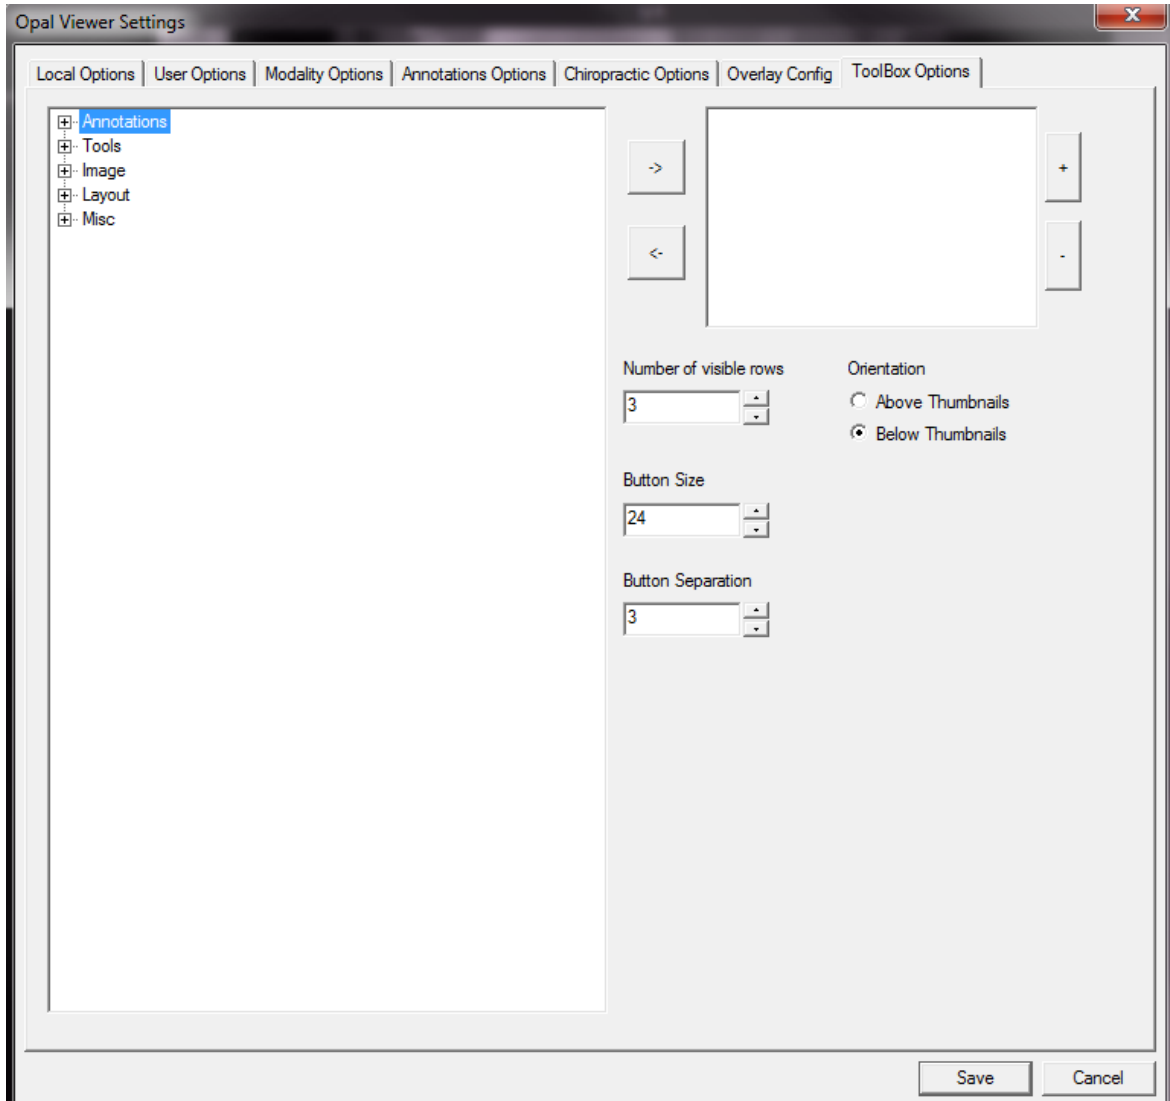 Opal Viewer Settings
X
Local Options User Options Modality Options Annotations Options Chiropractic Options Overlay Config ToolBox Options
Annotations
Tools
Image
Layout
Misc
->
<-
+
-
Number of visible rows
3
Orientation
Above Thumbnails
Below Thumbnails
Button Size
24
Button Separation
3
Save Cancel